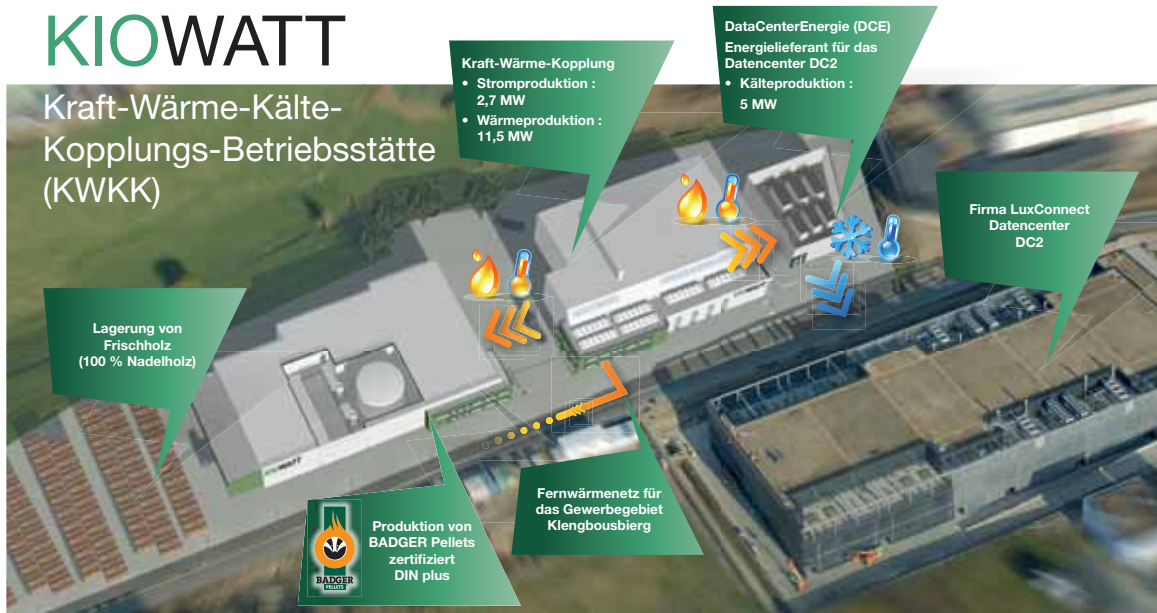 KIOWATT
Kraft-Wärme-Kälte-
Kopplungs-Betriebsstätte
(KWKK)
Kraft-Wärme-Kopplung
• Stromproduktion :
2,7 MW
• Wärmeproduktion :
11,5 MW
DataCenterEnergie (DCE)
Energielieferant für das
Datencenter DC2
• Kälteproduktion :
5 MW
Firma LuxConnect
Datencenter
DC2
Lagerung von
Frischholz
(100 % Nadelholz)
KIOWATT
Produktion von
BADGER Pellets
zertifiziert
DIN plus
BADGER
PELLETS
Fernwärmenetz für
das Gewerbegebiet
Klengbousbierg